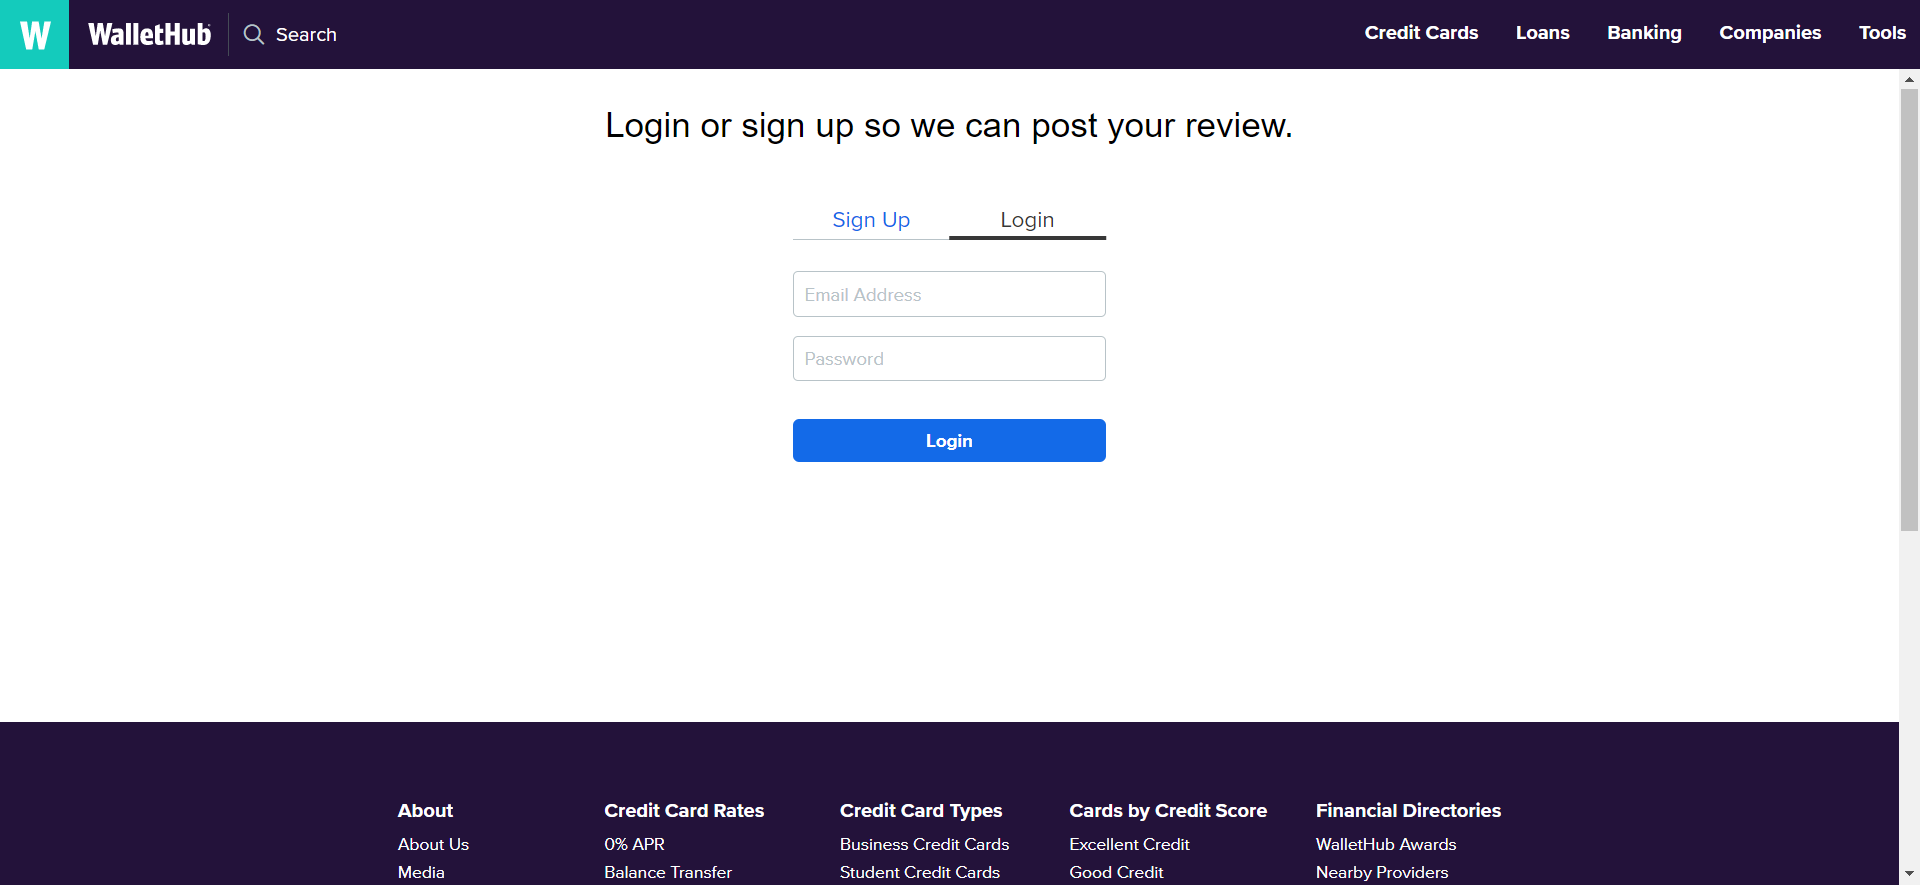 W WalletHub Search Credit Cards Loans Banking Companies Tools
Login or sign up so we can post your review.
Sign Up Login
Email Address
Password
Login
About Credit Card Rates Credit Card Types Cards by Credit Score Financial Directories
About Us 0% APR Business Credit Cards Excellent Credit WalletHub Awards
Media Balance Transfer Student Credit Cards Good Credit Nearby Providers